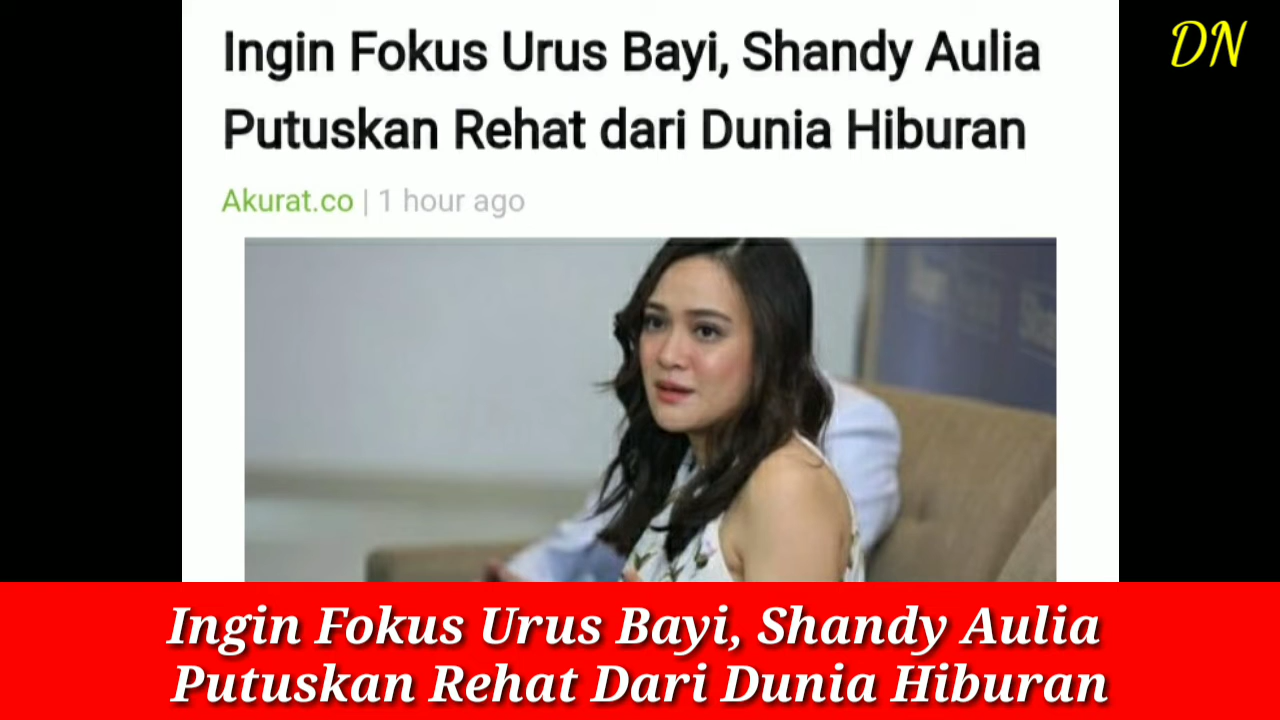 DN
Ingin Fokus Urus Bayi, Shandy Aulia
Putuskan Rehat dari Dunia Hiburan
Akurat.co | 1 hour ago
Ingin Fokus Urus Bayi, Shandy Aulia
Putuskan Rehat Dari Dunia Hiburan